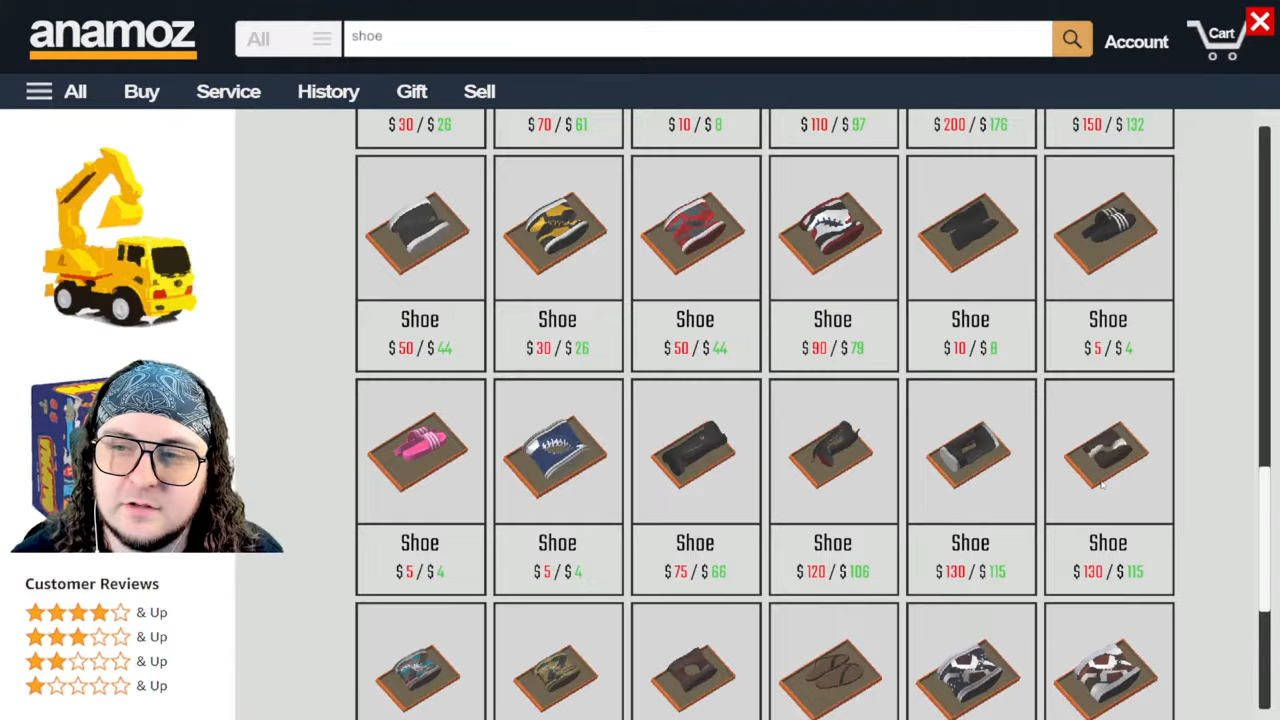 anamoz
All
shoe
Account
Cart
All Buy Service History Gift Sell
$ 30 / $ 26
$ 70 / $ 61
$ 10 / $ 8
$ 110 / $ 97
$ 200 / $ 176
$ 150 / $ 132
Shoe Shoe Shoe Shoe Shoe Shoe
$ 50 / $ 44
$ 30 / $ 26
$ 50 / $ 44
$ 90 / $ 79
$ 10 / $ 8
$ 5 / $ 4
Shoe Shoe Shoe Shoe Shoe Shoe
$ 5 / $ 4
$ 5 / $ 4
$ 75 / $ 66
$ 120 / $ 106
$ 130 / $ 115
$ 130 / $ 115
Customer Reviews
& Up
& Up
& Up
& Up